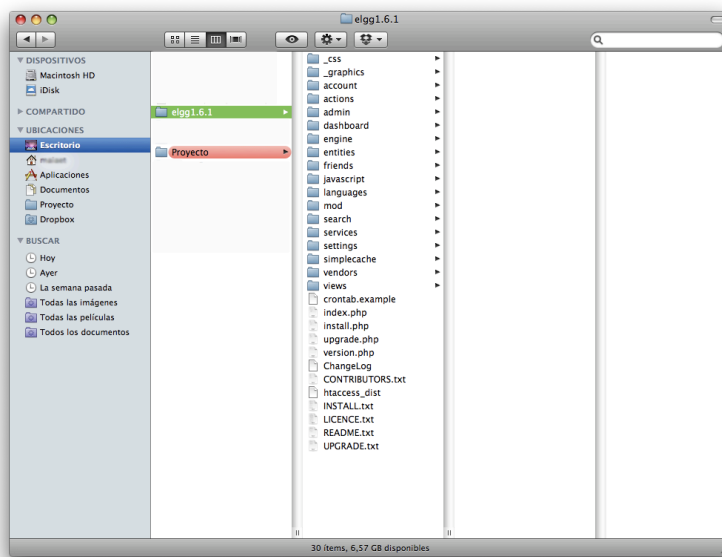 elgg1.6.1
DISPOSITIVOS
Macintosh HD
iDisk
COMPARTIDO
UBICACIONES
Escritorio
Aplicaciones
Documentos
Proyecto
Dropbox
BUSCAR
Hoy
Ayer
La semana pasada
Todas las imágenes
Todas las películas
Todos los documentos
elgg1.6.1
Proyecto
_css
_graphics
account
actions
admin
dashboard
engine
entities
friends
javascript
languages
mod
search
services
settings
simplecache
vendors
views
crontab.example
index.php
install.php
upgrade.php
version.php
ChangeLog
CONTRIBUTORS.txt
htaccess_dist
INSTALL.txt
LICENCE.txt
README.txt
UPGRADE.txt
30 ítems, 6,57 GB disponibles